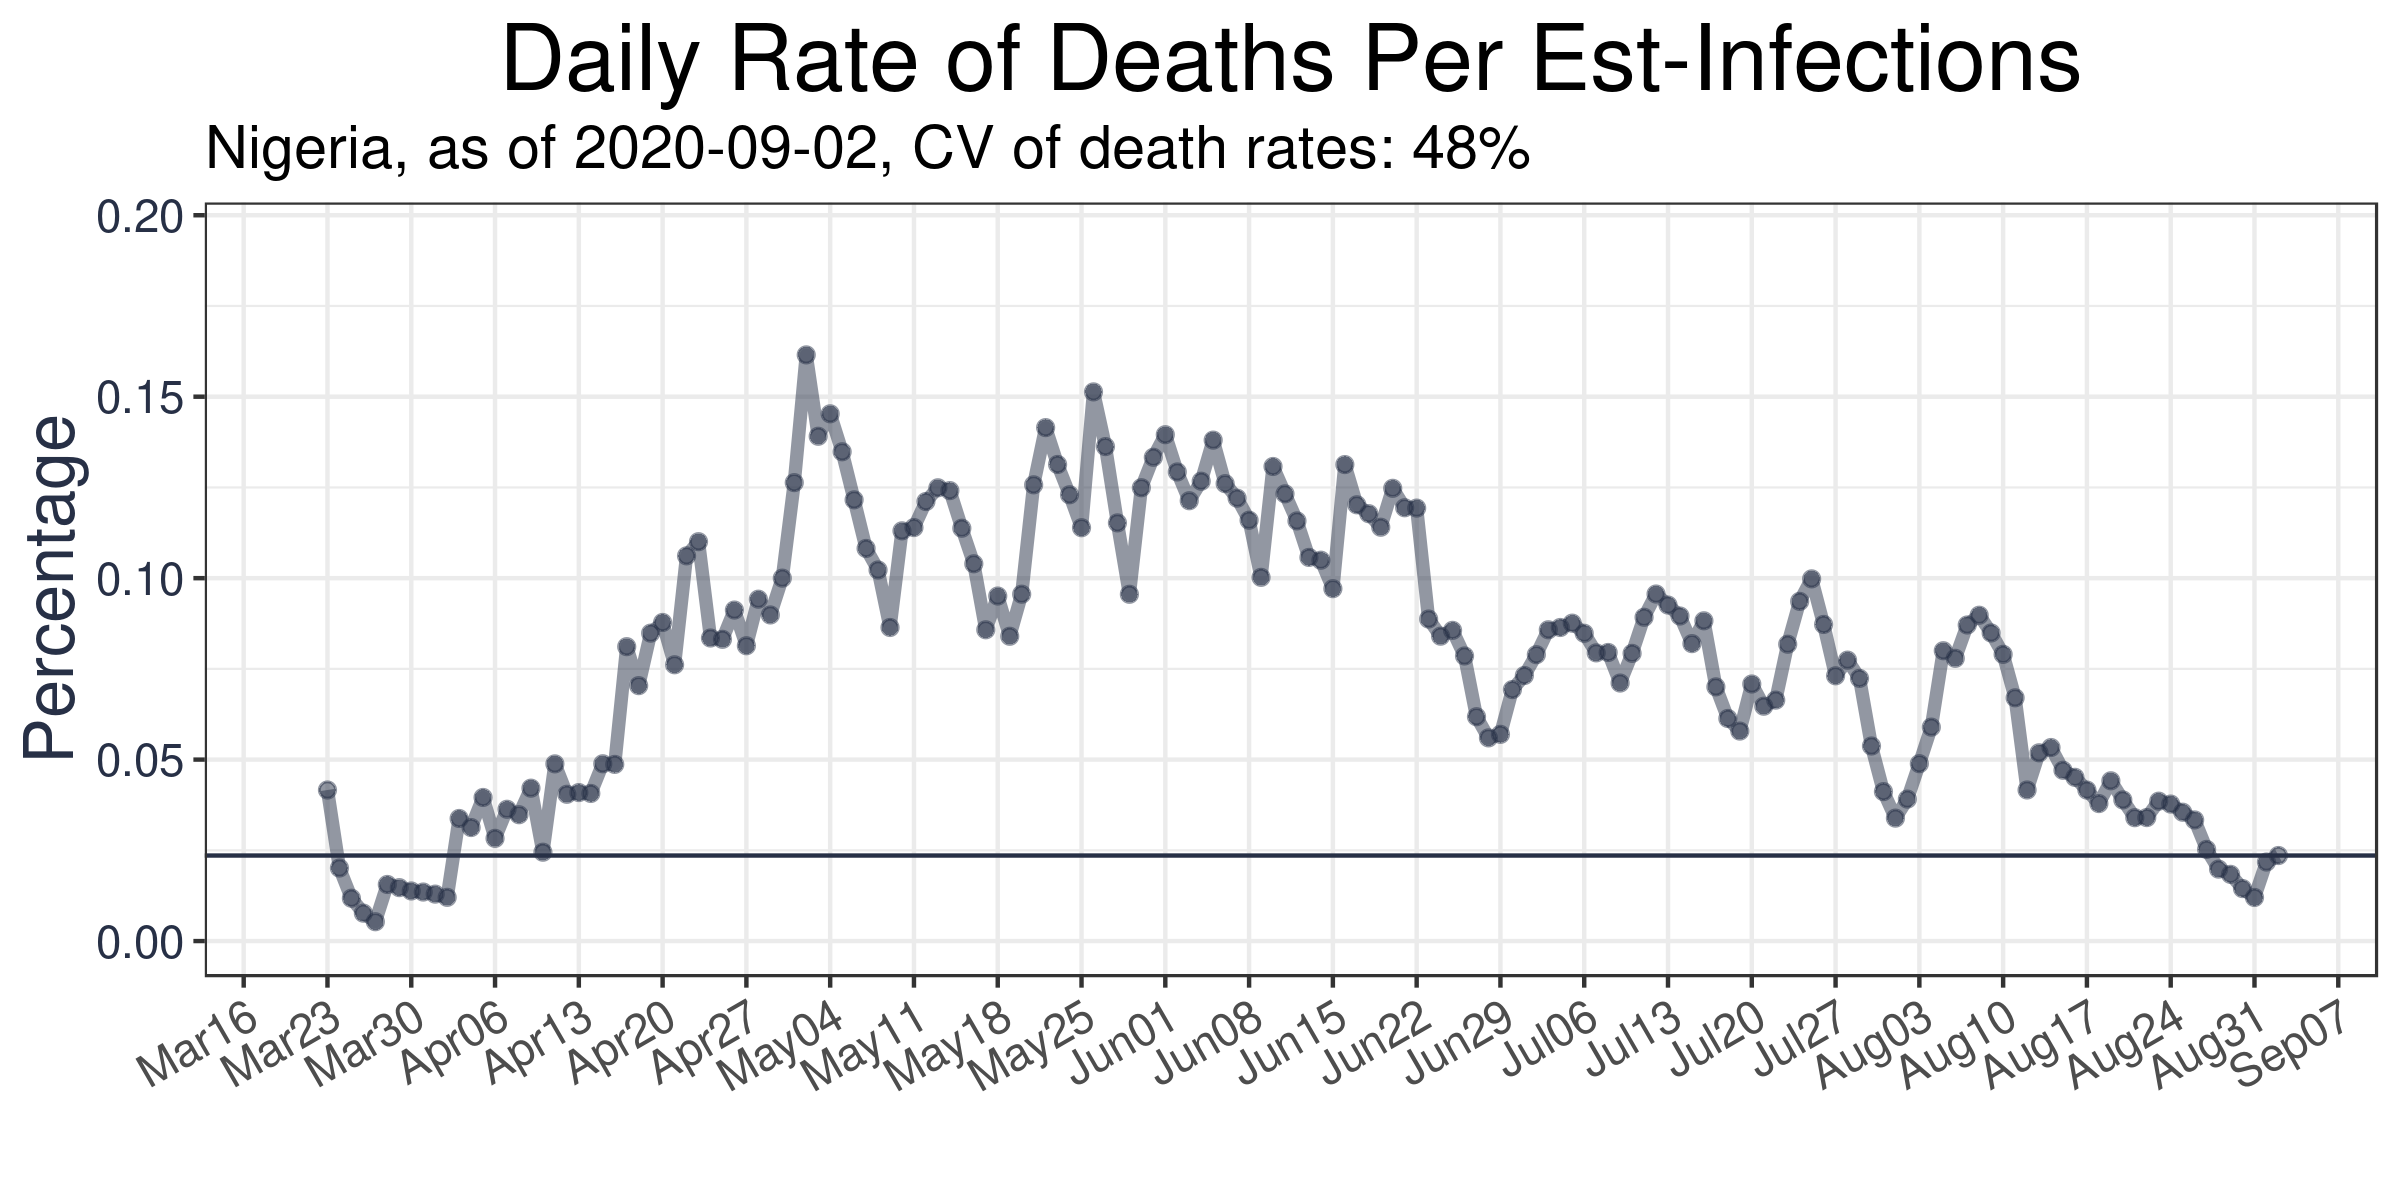 Daily Rate of Deaths Per Est-Infections
Nigeria, as of 2020-09-02, CV of death rates: 48%
Percentage
0.20
0.15
0.10
0.05
0.00
Mar16
Mar23
Mar30
Apr06
Apr13
Apr20
Apr27
May04
May11
May18
May25
Jun01
Jun08
Jun15
Jun22
Jun29
Jul06
Jul13
Jul20
Jul27
Aug03
Aug10
Aug17
Aug24
Aug31
Sep07